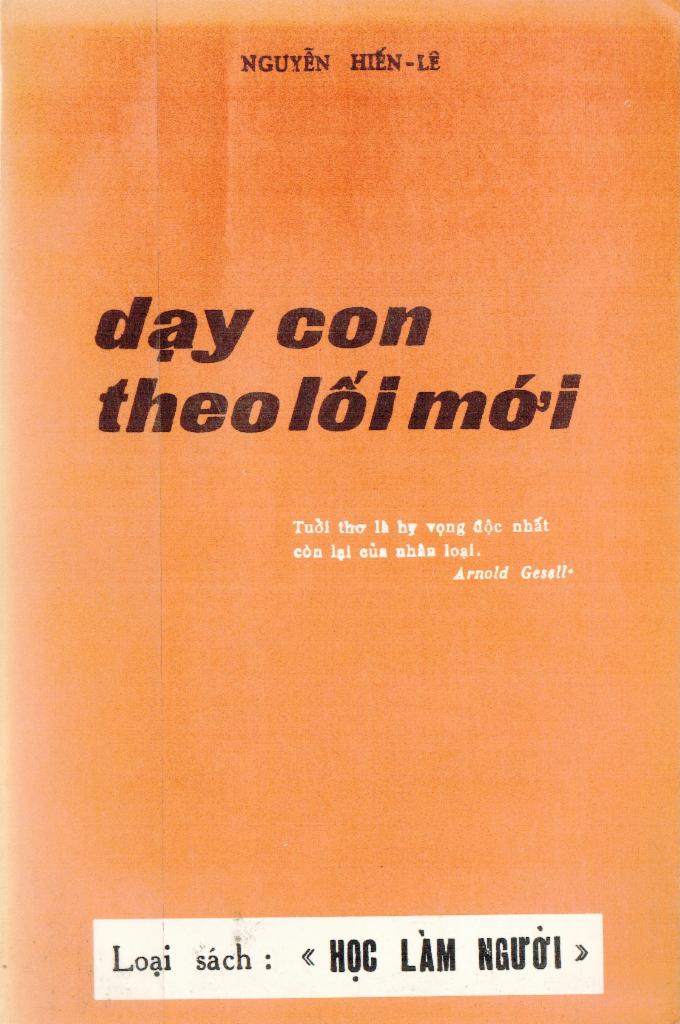 NGUYỄN HIẾN-LÊ
dạy con
theo lối mới
Tuổi thơ là hy vọng độc nhất
còn lại của nhân loại.
Arnold Gesell.
Loại sách : « HỌC LÀM NGƯỜI »